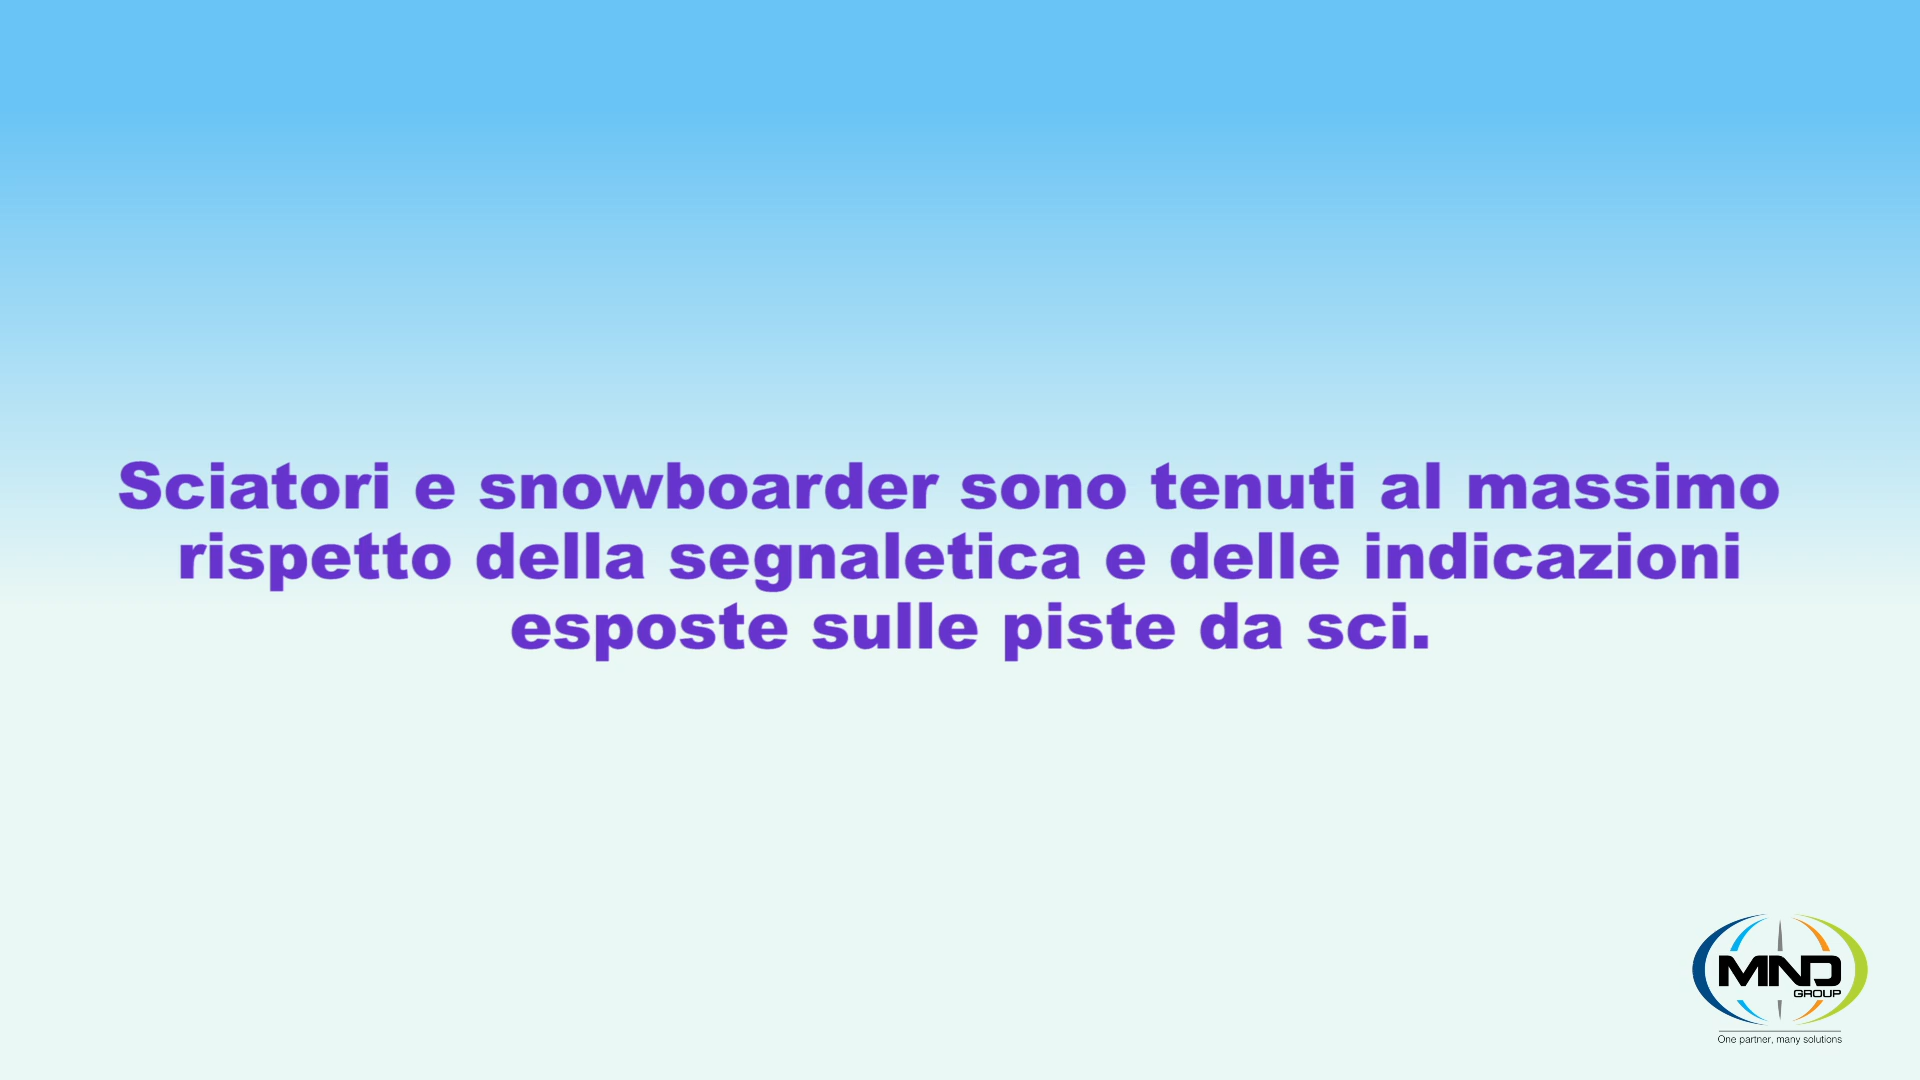 Sciatori e snowboarder sono tenuti al massimo
rispetto della segnaletica e delle indicazioni
esposte sulle piste da sci.
MND
GROUP
One partner, many solutions